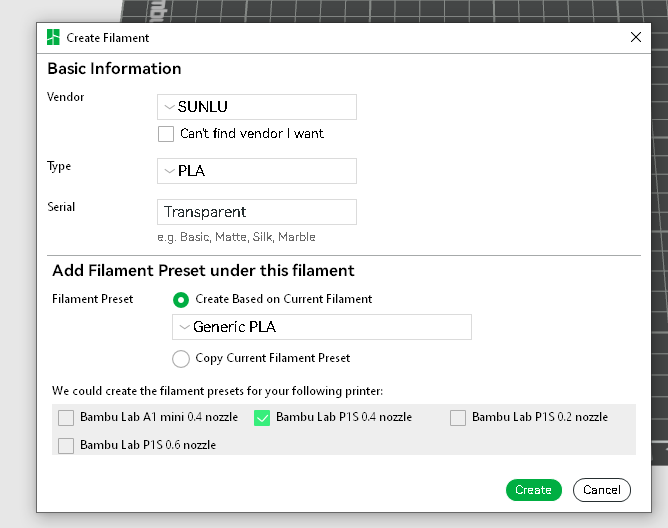 Create Filament
Basic Information
Vendor
SUNLU
Can't find vendor I want
Type
PLA
Serial
Transparent
e.g. Basic, Matte, Silk, Marble
Add Filament Preset under this filament
Filament Preset
Create Based on Current Filament
Generic PLA
Copy Current Filament Preset
We could create the filament presets for your following printer:
Bambu Lab A1 mini 0.4 nozzle
Bambu Lab P1S 0.4 nozzle
Bambu Lab P1S 0.2 nozzle
Bambu Lab P1S 0.6 nozzle
Create
Cancel